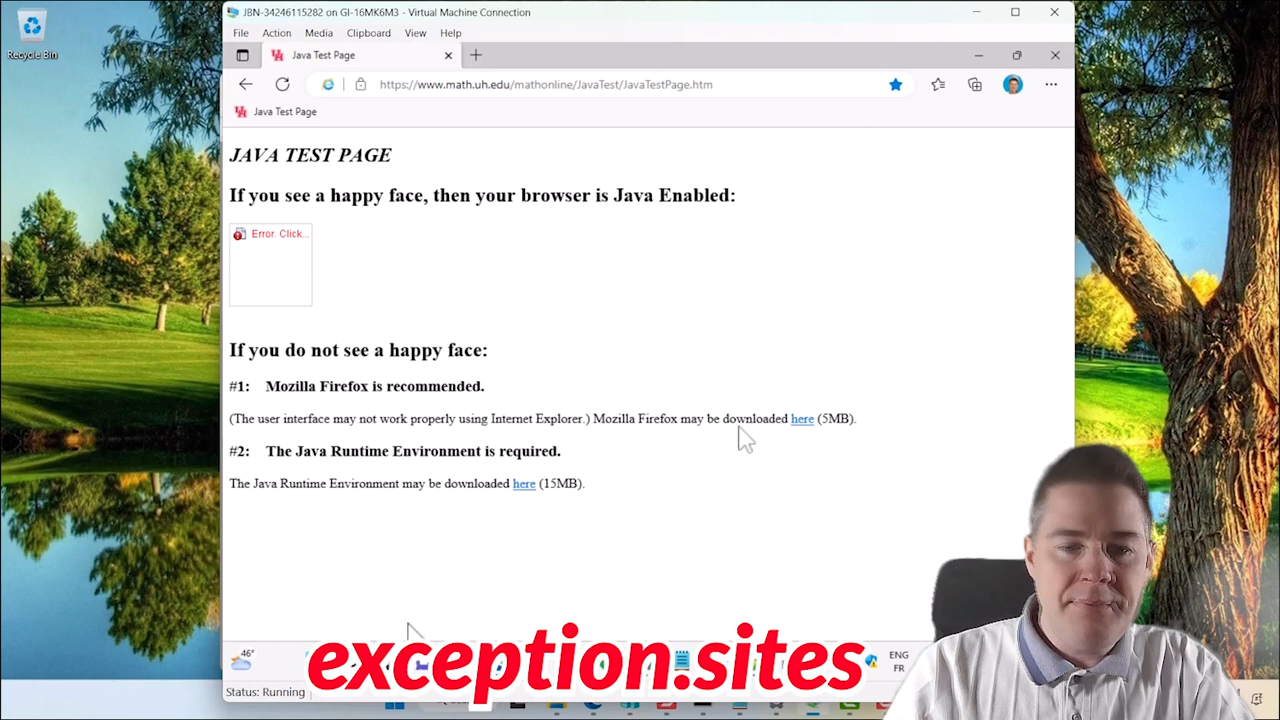 Recycle Bin
JBN-34246115282 on GI-16MK6M3 - Virtual Machine Connection
File Action Media Clipboard View Help
Java Test Page
https://www.math.uh.edu/mathonline/JavaTest/JavaTestPage.htm
Java Test Page
JAVA TEST PAGE
If you see a happy face, then your browser is Java Enabled:
Error. Click...
If you do not see a happy face:
#1: Mozilla Firefox is recommended.
(The user interface may not work properly using Internet Explorer.) Mozilla Firefox may be downloaded here (5MB).
#2: The Java Runtime Environment is required.
The Java Runtime Environment may be downloaded here (15MB).
exception.sites
46°
ENG
FR
Status: Running